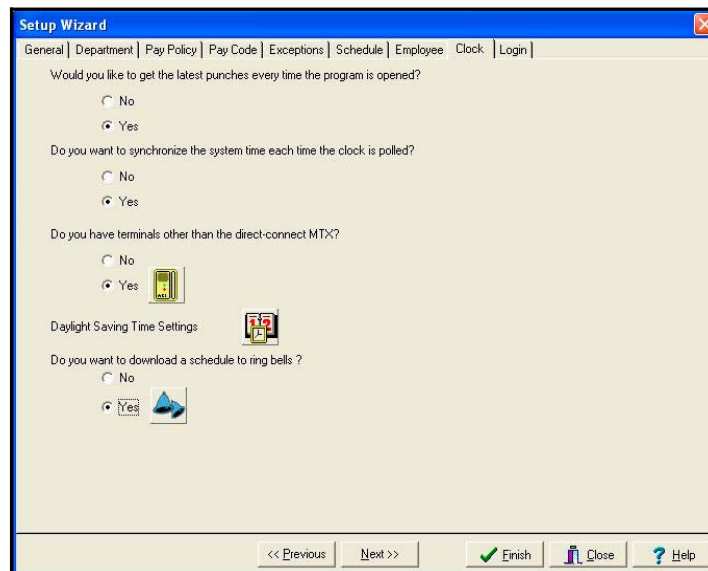 Setup Wizard
General Department Pay Policy Pay Code Exceptions Schedule Employee Clock Login
Would you like to get the latest punches every time the program is opened?
No
Yes
Do you want to synchronize the system time each time the clock is polled?
No
Yes
Do you have terminals other than the direct-connect MTX?
No
Yes
Daylight Saving Time Settings
Do you want to download a schedule to ring bells ?
No
Yes
<< Previous Next >> Finish Close Help